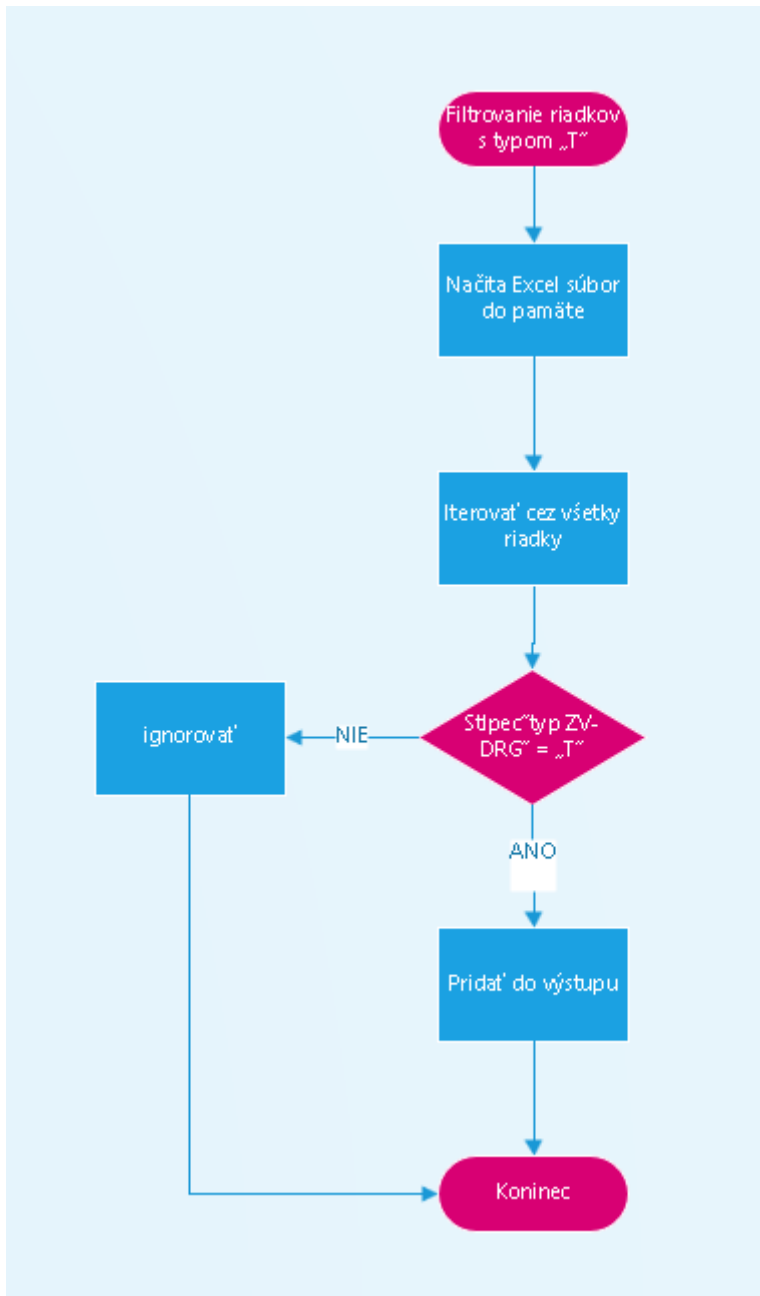 Filtrovanie riadkov
s typom „T˝
Načíta Excel súbor
do pamäte
Iterovať cez všetky
riadky
Stĺpec˝typ ZV-
DRG˝ = „T˝
NIE
ignorovať
ANO
Pridať do výstupu
Koninec